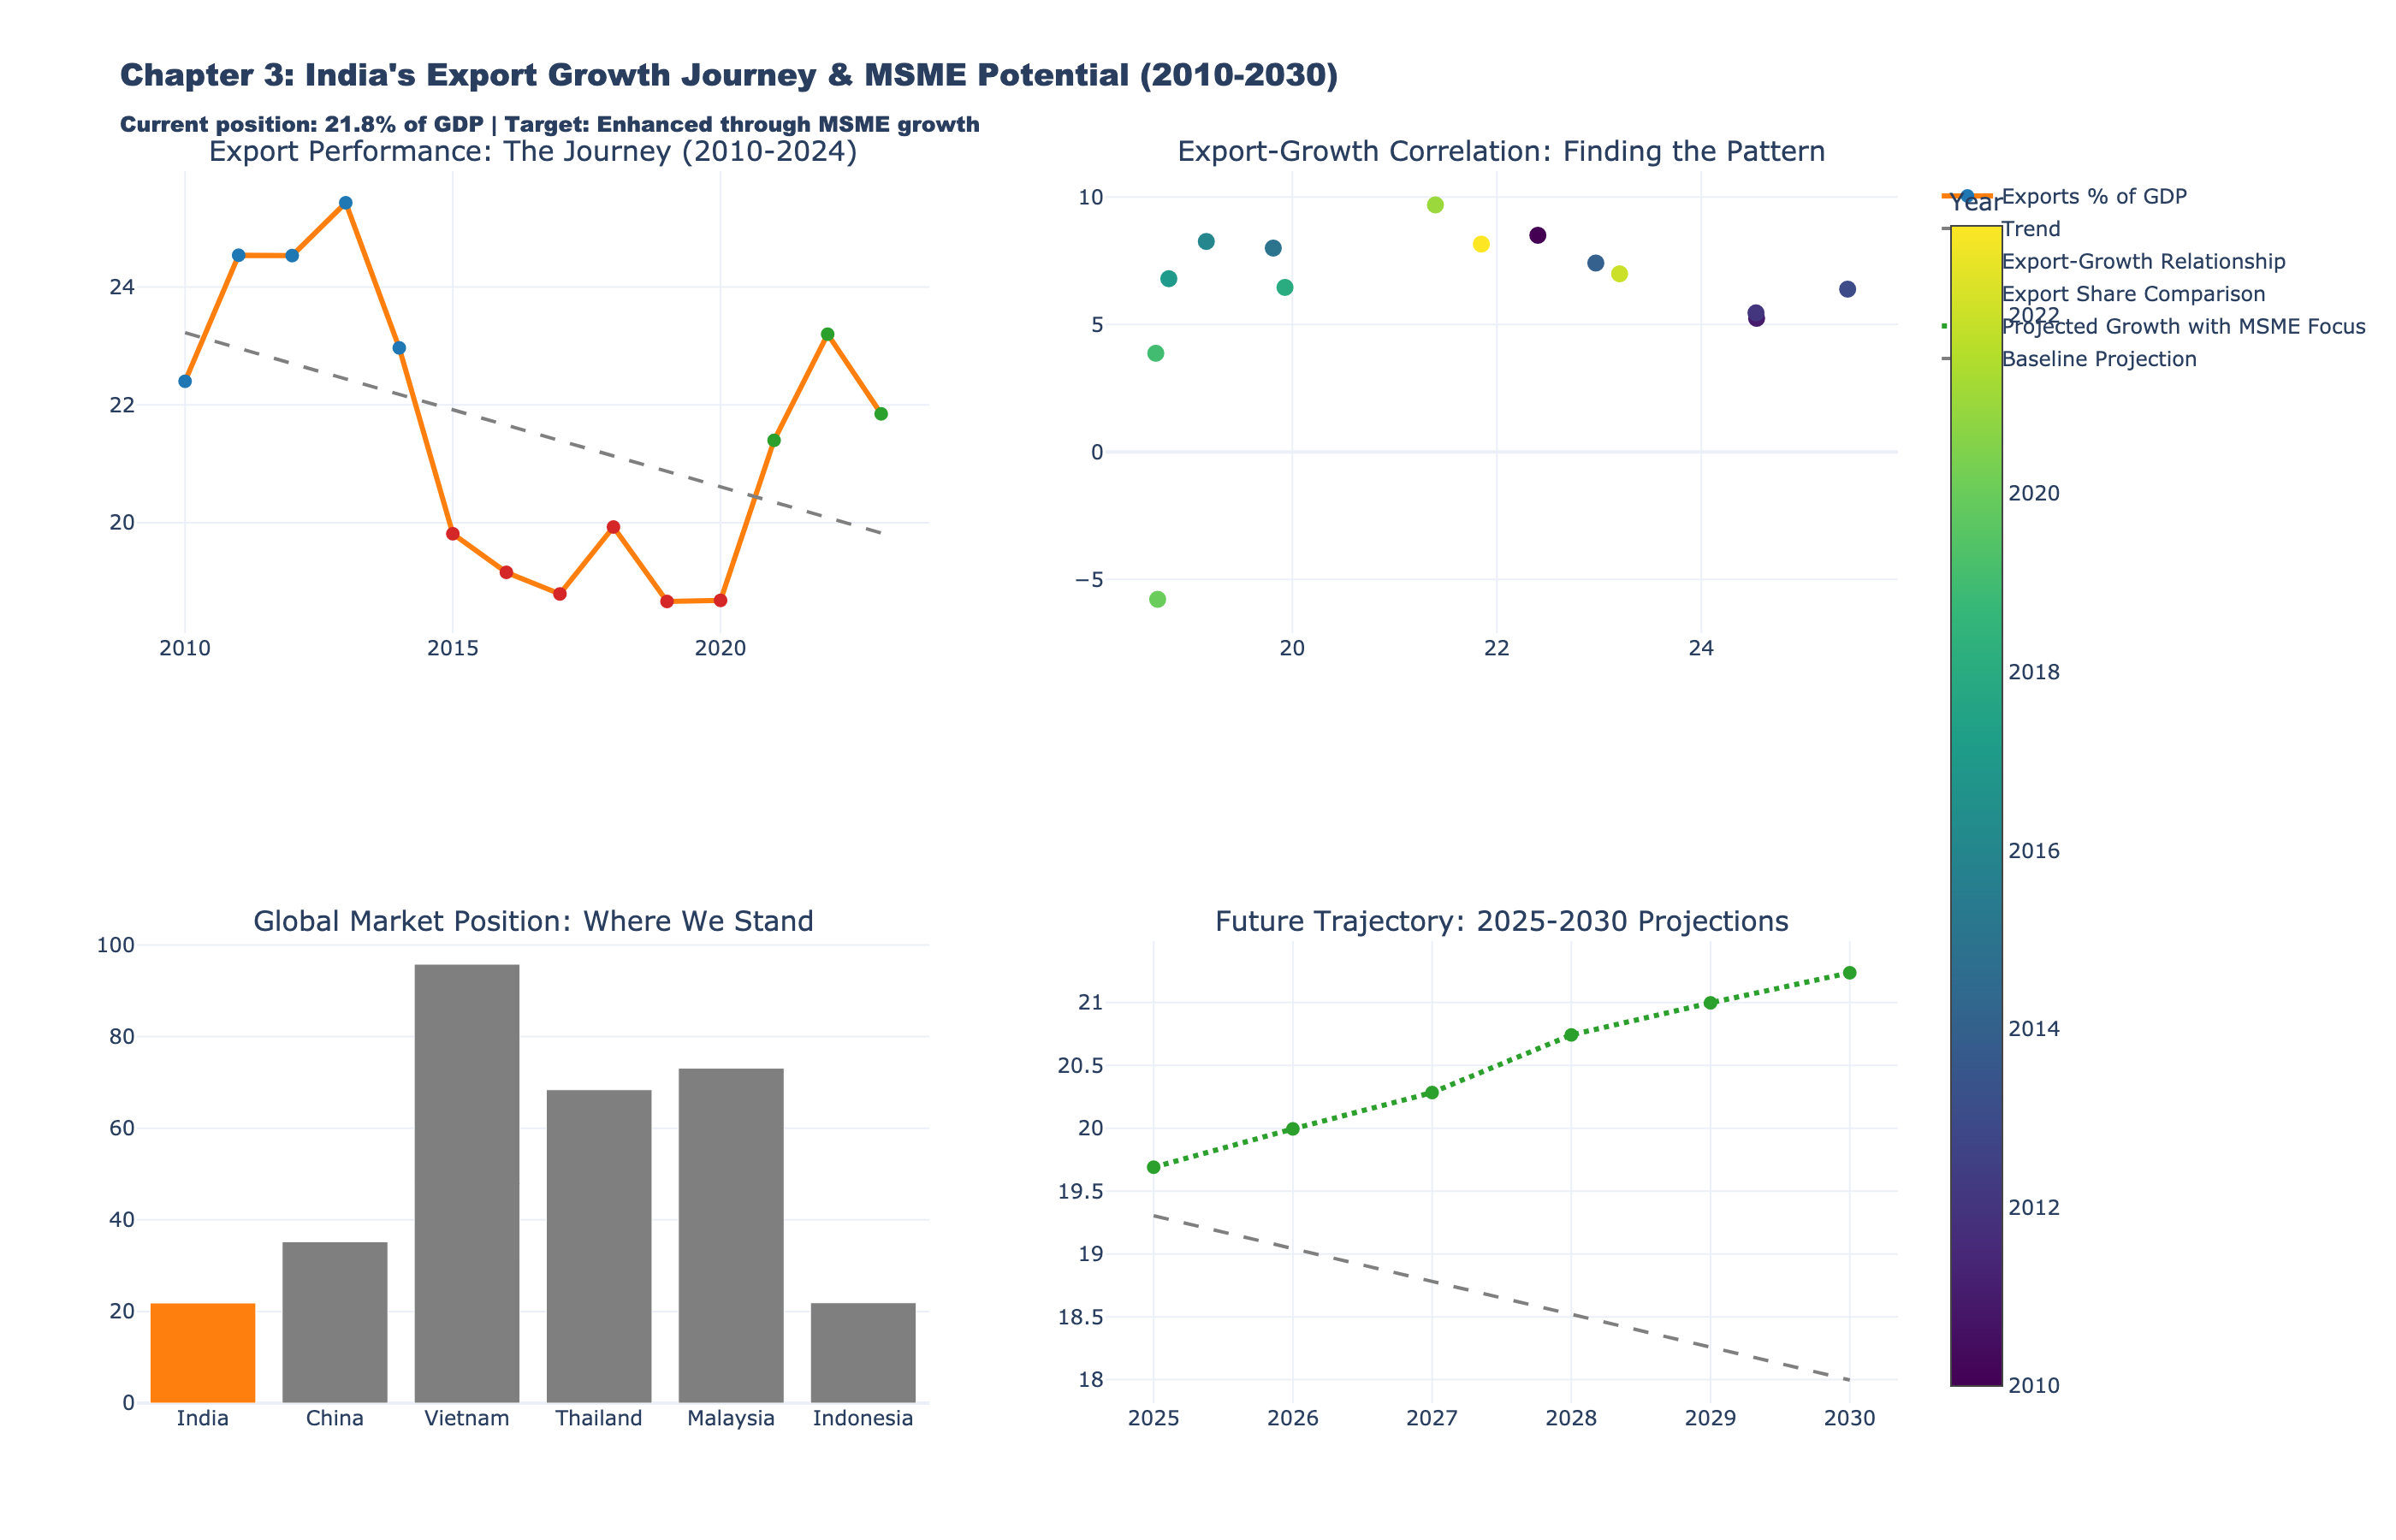 Chapter 3: India's Export Growth Journey & MSME Potential (2010-2030)
Current position: 21.8% of GDP | Target: Enhanced through MSME growth
Export Performance: The Journey (2010-2024)
24
22
20
2010
2015
2020
Export-Growth Correlation: Finding the Pattern
10
5
0
−5
20
22
24
Global Market Position: Where We Stand
100
80
60
40
20
0
India
China
Vietnam
Thailand
Malaysia
Indonesia
Future Trajectory: 2025-2030 Projections
21
20.5
20
19.5
19
18.5
18
2025
2026
2027
2028
2029
2030
Exports % of GDP
Trend
Export-Growth Relationship
Export Share Comparison
Projected Growth with MSME Focus
Baseline Projection
Year
2022
2020
2018
2016
2014
2012
2010